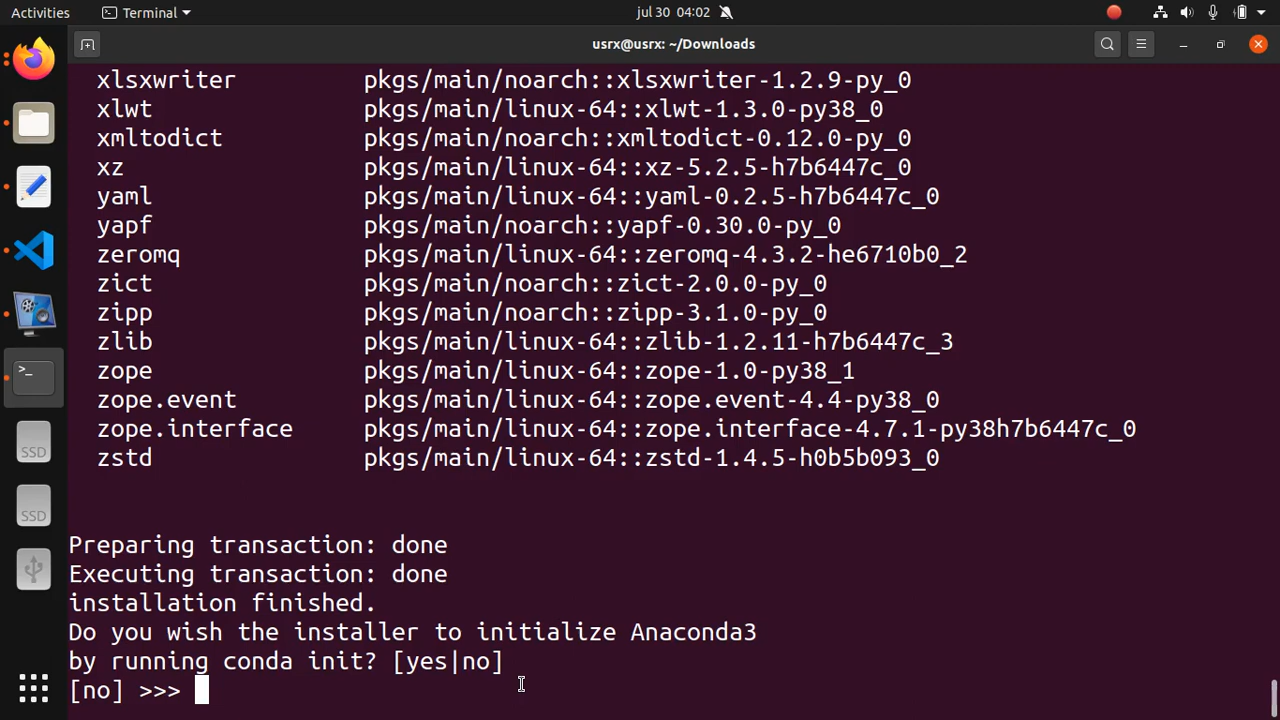 Activities
Terminal
jul 30 04:02
usrx@usrx: ~/Downloads
xlsxwriter pkgs/main/noarch::xlsxwriter-1.2.9-py_0
xlwt pkgs/main/linux-64::xlwt-1.3.0-py38_0
xmltodict pkgs/main/noarch::xmltodict-0.12.0-py_0
xz pkgs/main/linux-64::xz-5.2.5-h7b6447c_0
yaml pkgs/main/linux-64::yaml-0.2.5-h7b6447c_0
yapf pkgs/main/noarch::yapf-0.30.0-py_0
zeromq pkgs/main/linux-64::zeromq-4.3.2-he6710b0_2
zict pkgs/main/noarch::zict-2.0.0-py_0
zipp pkgs/main/noarch::zipp-3.1.0-py_0
zlib pkgs/main/linux-64::zlib-1.2.11-h7b6447c_3
zope pkgs/main/linux-64::zope-1.0-py38_1
zope.event pkgs/main/linux-64::zope.event-4.4-py38_0
zope.interface pkgs/main/linux-64::zope.interface-4.7.1-py38h7b6447c_0
zstd pkgs/main/linux-64::zstd-1.4.5-h0b5b093_0
Preparing transaction: done
Executing transaction: done
installation finished.
Do you wish the installer to initialize Anaconda3
by running conda init? [yes|no]
[no] >>>
>_
SSD
SSD